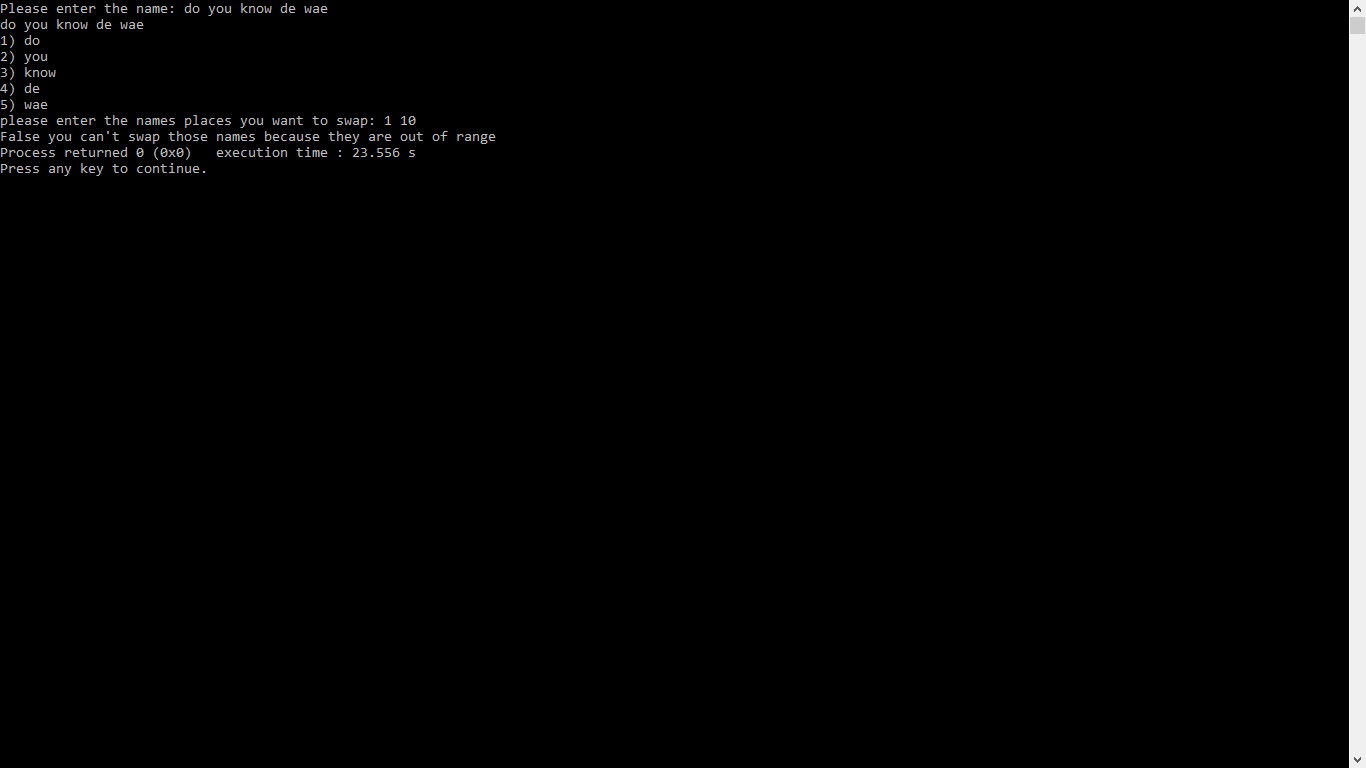 Please enter the name: do you know de wae
do you know de wae
1) do
2) you
3) know
4) de
5) wae
please enter the names places you want to swap: 1 10
False you can't swap those names because they are out of range
Process returned 0 (0x0)   execution time : 23.556 s
Press any key to continue.